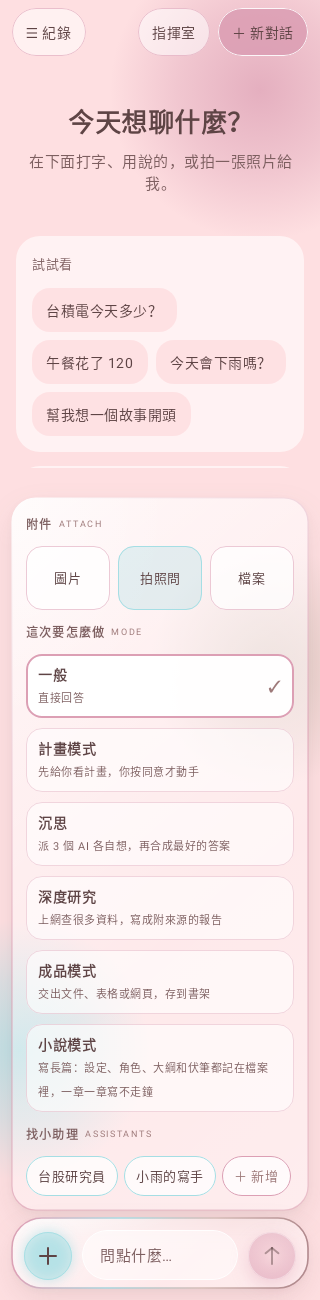 ☰ 紀錄 指揮室 ＋ 新對話
今天想聊什麼？
在下面打字、用說的，或拍一張照片給
我。
試試看
台積電今天多少？
午餐花了 120 今天會下雨嗎？
幫我想一個故事開頭
附件 ATTACH
圖片 拍照問 檔案
這次要怎麼做 MODE
一般
直接回答 ✓
計畫模式
先給你看計畫，你按同意才動手
沉思
派 3 個 AI 各自想，再合成最好的答案
深度研究
上網查很多資料，寫成附來源的報告
成品模式
交出文件、表格或網頁，存到書架
小說模式
寫長篇：設定、角色、大綱和伏筆都記在檔案
裡，一章一章寫不走鐘
找小助理 ASSISTANTS
台股研究員 小雨的寫手 ＋ 新增
＋ 問點什麼… ↑